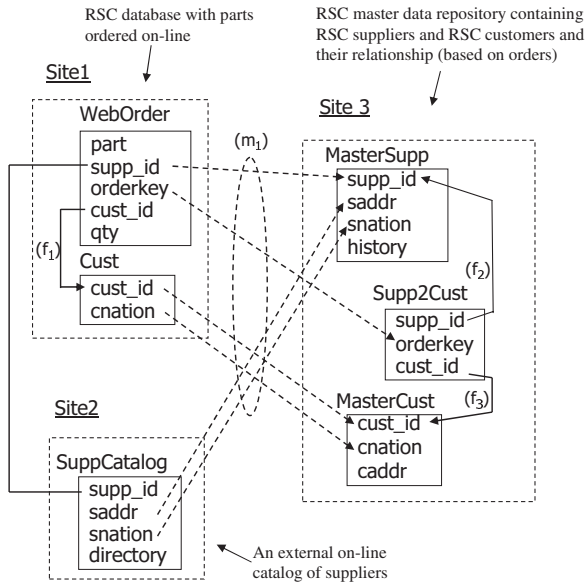 RSC database with parts
ordered on-line
RSC master data repository containing
RSC suppliers and RSC customers and
their relationship (based on orders)
Site1
WebOrder
part
supp_id
orderkey
cust_id
qty
(f1)
Cust
cust_id
cnation
(m1)
Site 3
MasterSupp
supp_id
saddr
snation
history
(f2)
Supp2Cust
supp_id
orderkey
cust_id
(f3)
MasterCust
cust_id
cnation
caddr
Site2
SuppCatalog
supp_id
saddr
snation
directory
An external on-line
catalog of suppliers